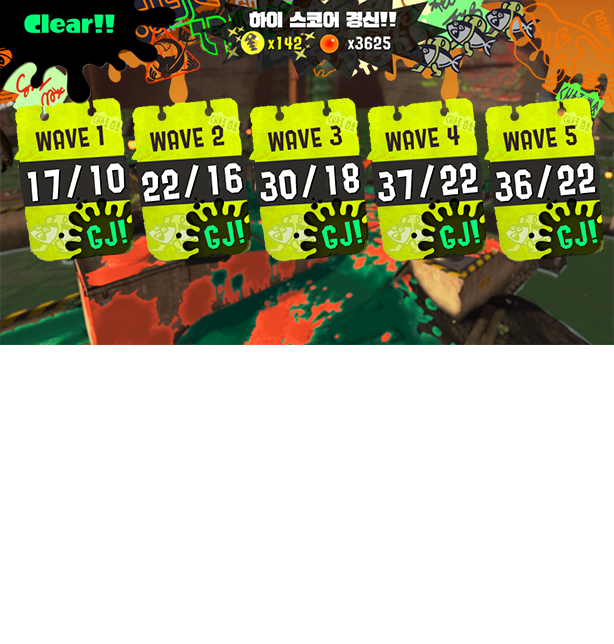 Clear!!
하이 스코어 경신!!
x142 x3625
WAVE 1
17/10
GJ!
WAVE 2
22/16
GJ!
WAVE 3
30/18
GJ!
WAVE 4
37/22
GJ!
WAVE 5
36/22
GJ!